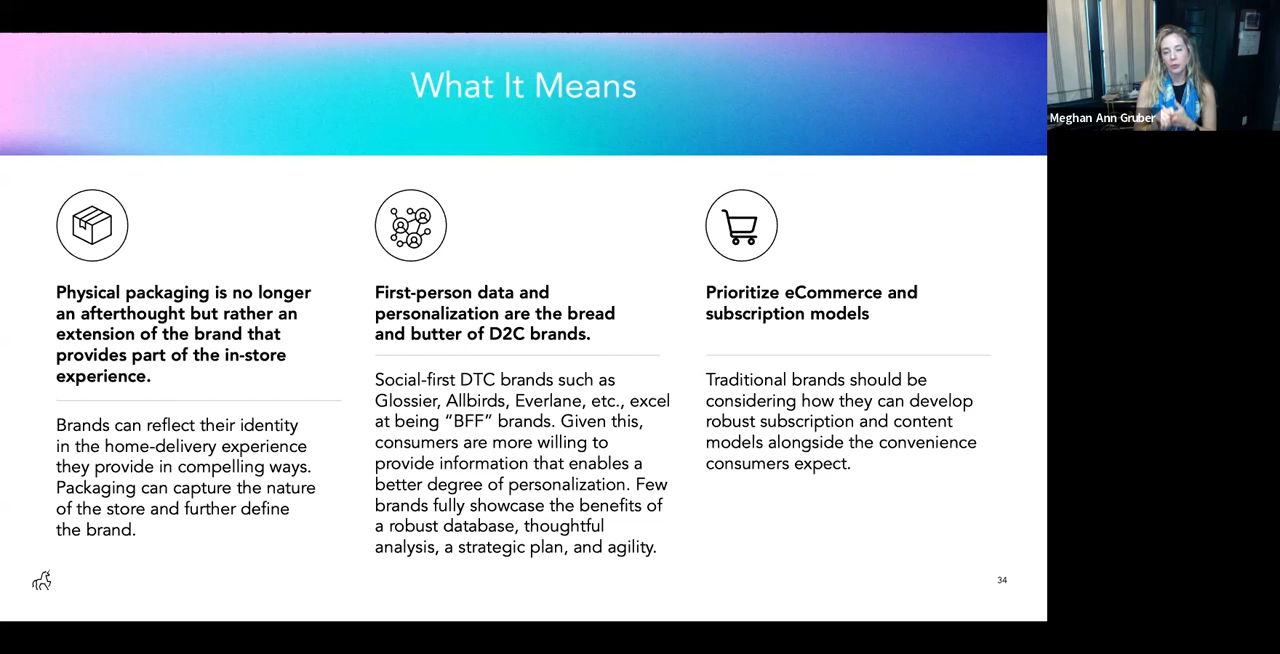 What It Means
Meghan Ann Gruber
Physical packaging is no longer
an afterthought but rather an
extension of the brand that
provides part of the in-store
experience.
Brands can reflect their identity
in the home-delivery experience
they provide in compelling ways.
Packaging can capture the nature
of the store and further define
the brand.
First-person data and
personalization are the bread
and butter of D2C brands.
Social-first DTC brands such as
Glossier, Allbirds, Everlane, etc., excel
at being “BFF” brands. Given this,
consumers are more willing to
provide information that enables a
better degree of personalization. Few
brands fully showcase the benefits of
a robust database, thoughtful
analysis, a strategic plan, and agility.
Prioritize eCommerce and
subscription models
Traditional brands should be
considering how they can develop
robust subscription and content
models alongside the convenience
consumers expect.
34